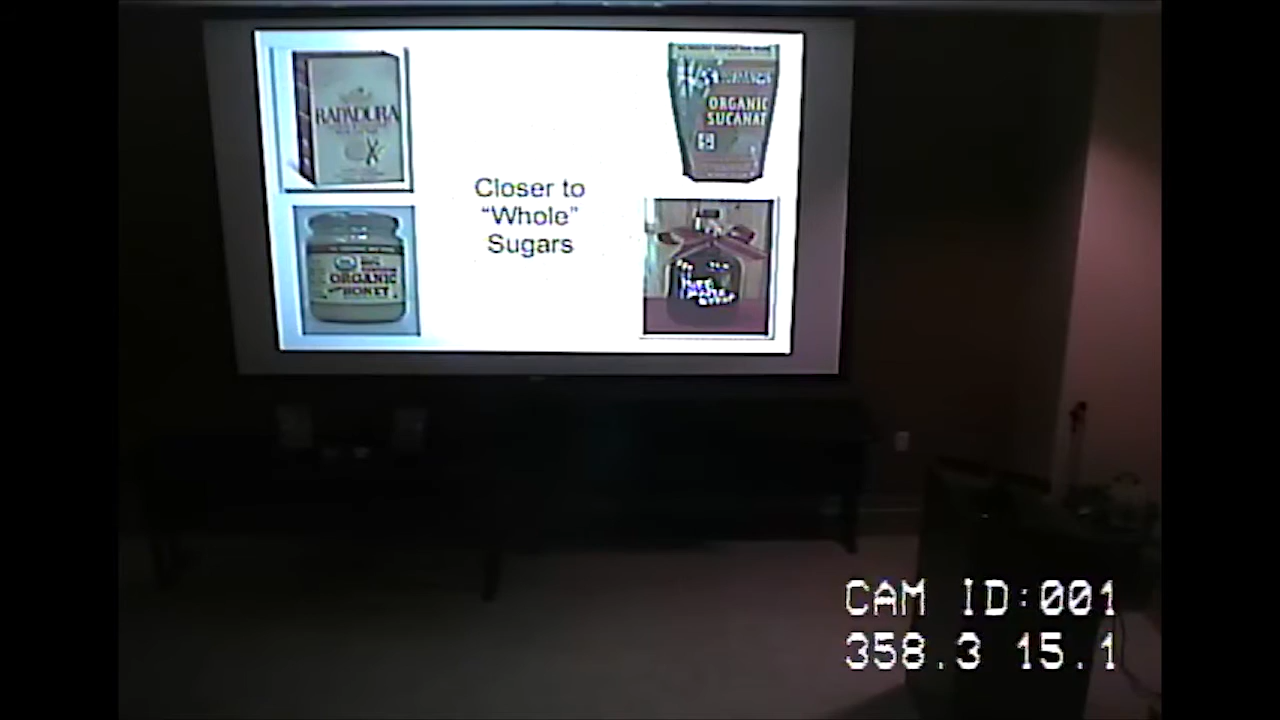 RAPADURA
ORGANIC
SUCANAT
Closer to
“Whole”
Sugars
ORGANIC
HONEY
CAM ID:001
358.3 15.1